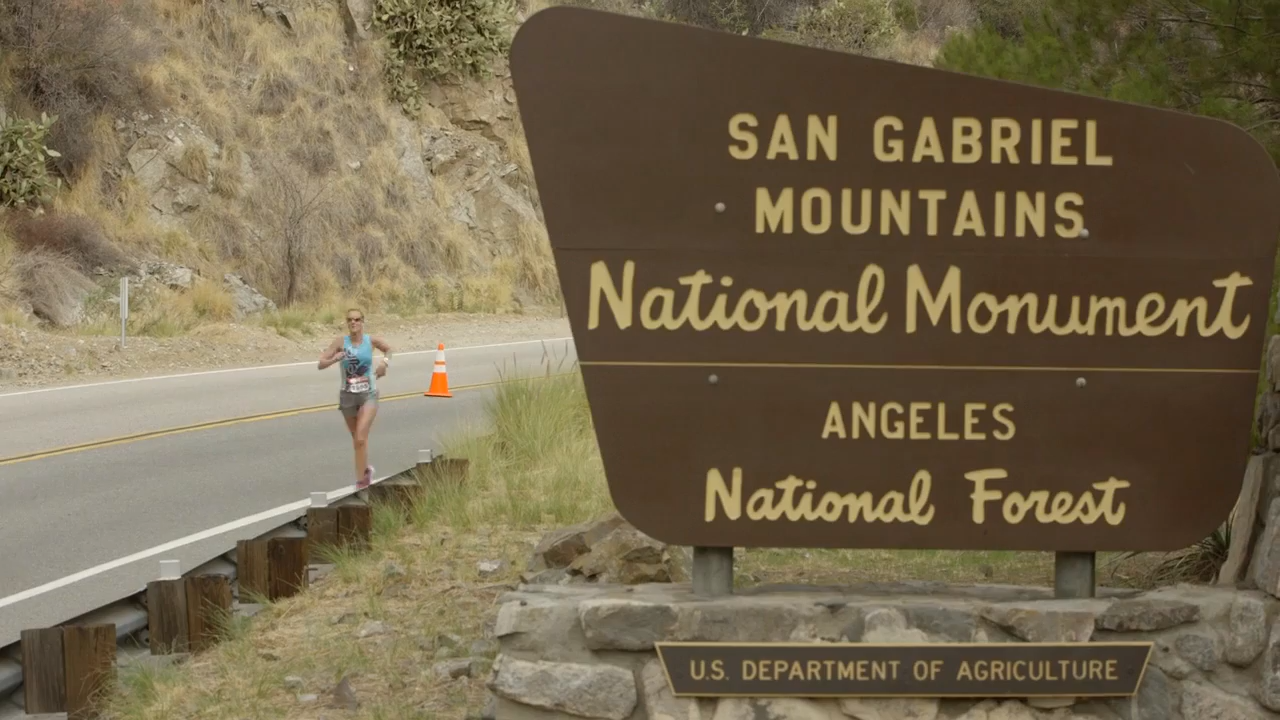 SAN GABRIEL
MOUNTAINS
National Monument
ANGELES
National Forest
U.S. DEPARTMENT OF AGRICULTURE